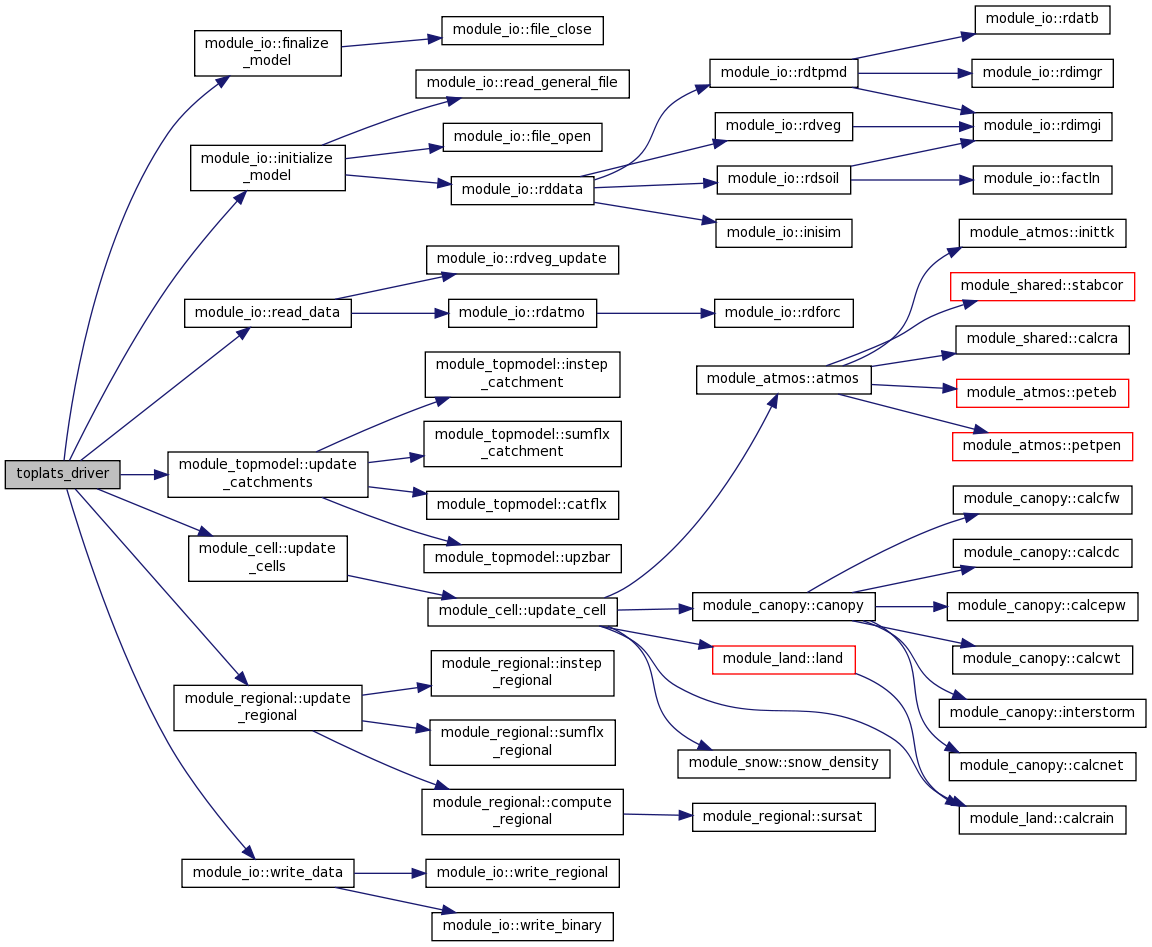 toplats_driver
module_io::finalize
_model
module_io::file_close
module_io::initialize
_model
module_io::read_general_file
module_io::file_open
module_io::rddata
module_io::rdtpmd
module_io::rdatb
module_io::rdimgr
module_io::rdimgi
module_io::rdveg
module_io::rdsoil
module_io::factln
module_io::inisim
module_io::read_data
module_io::rdveg_update
module_io::rdatmo
module_io::rdforc
module_topmodel::update
_catchments
module_topmodel::instep
_catchment
module_topmodel::sumflx
_catchment
module_topmodel::catflx
module_topmodel::upzbar
module_cell::update
_cells
module_cell::update_cell
module_atmos::atmos
module_atmos::inittk
module_shared::stabcor
module_shared::calcra
module_atmos::peteb
module_atmos::petpen
module_canopy::canopy
module_canopy::calcfw
module_canopy::calcdc
module_canopy::calcepw
module_canopy::calcwt
module_canopy::interstorm
module_canopy::calcnet
module_land::land
module_land::calcrain
module_snow::snow_density
module_regional::update
_regional
module_regional::instep
_regional
module_regional::sumflx
_regional
module_regional::compute
_regional
module_regional::sursat
module_io::write_data
module_io::write_regional
module_io::write_binary